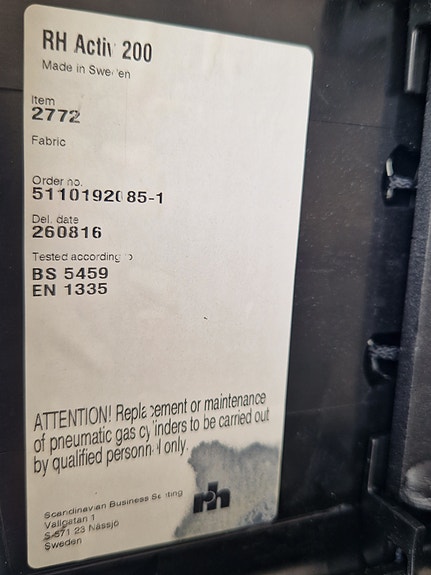 RH Activ 200
Made in Sweden
Item
2772
Fabric
Order no.
5110192085-1
Del. date
260816
Tested according to
BS 5459
EN 1335
ATTENTION! Replacement or maintenance
of pneumatic gas cylinders to be carried out
by qualified personnel only.
Scandinavian Business Seating
Vallgatan 1
S-571 23 Nässjö
Sweden
rh